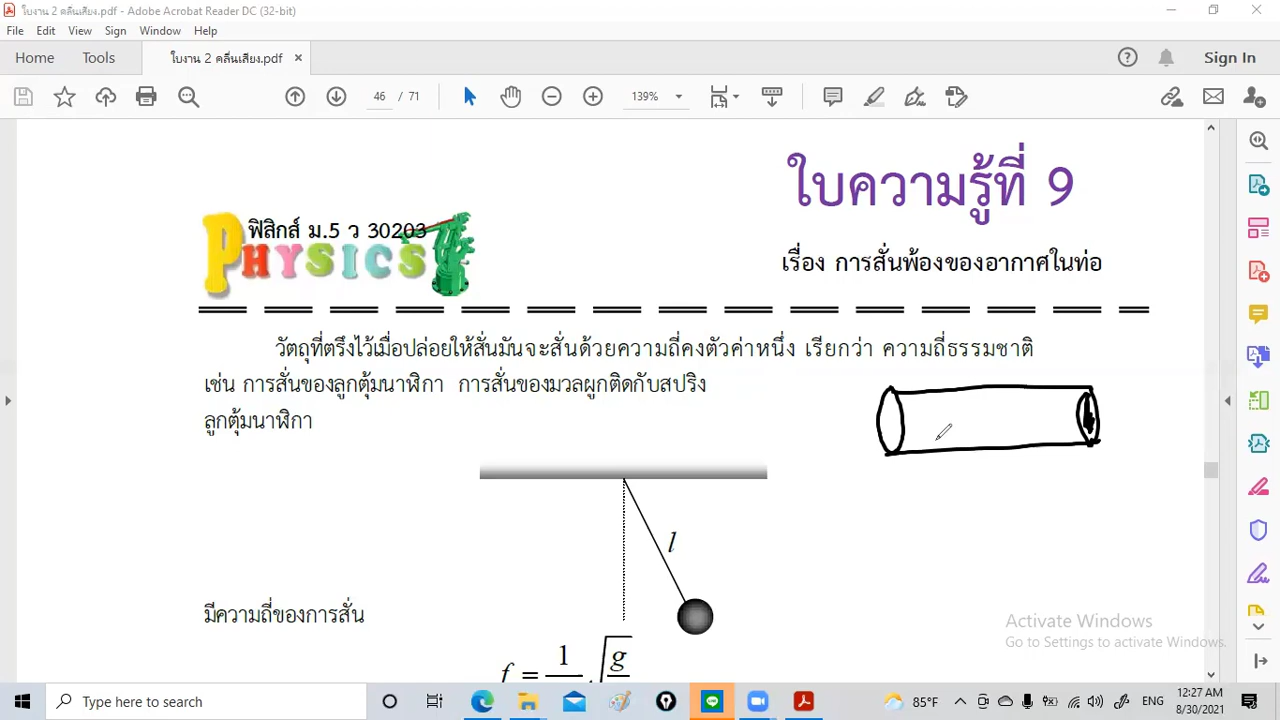 ใบงาน 2 คลื่นเสียง.pdf - Adobe Acrobat Reader DC (32-bit)
File Edit View Sign Window Help
Home Tools ใบงาน 2 คลื่นเสียง.pdf × Sign In
46 / 71 139%
ใบความรู้ที่ 9
ฟิสิกส์ ม.5 ว 30203
PHYSICS
เรื่อง การสั่นพ้องของอากาศในท่อ
วัตถุที่ตรึงไว้เมื่อปล่อยให้สั่นมันจะสั่นด้วยความถี่คงตัวค่าหนึ่ง เรียกว่า ความถี่ธรรมชาติ
เช่น การสั่นของลูกตุ้มนาฬิกา การสั่นของมวลผูกติดกับสปริง
ลูกตุ้มนาฬิกา
l
มีความถี่ของการสั่น
f = 1 √g
Activate Windows
Go to Settings to activate Windows.
Type here to search
85°F ENG 12:27 AM
8/30/2021